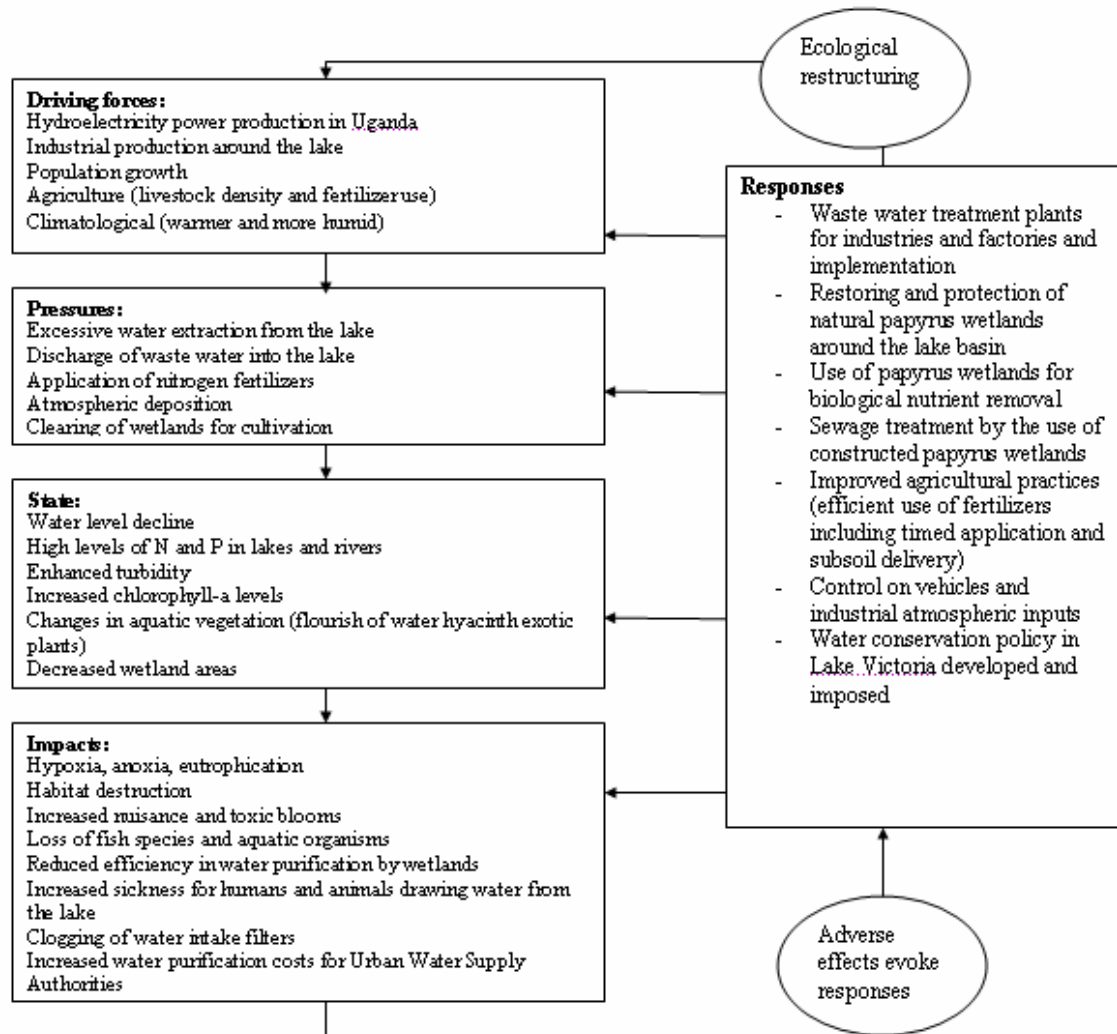 Ecological
restructuring
Driving forces:
Hydroelectricity power production in Uganda
Industrial production around the lake
Population growth
Agriculture (livestock density and fertilizer use)
Climatological (warmer and more humid)
Pressures:
Excessive water extraction from the lake
Discharge of waste water into the lake
Application of nitrogen fertilizers
Atmospheric deposition
Clearing of wetlands for cultivation
State:
Water level decline
High levels of N and P in lakes and rivers
Enhanced turbidity
Increased chlorophyll-a levels
Changes in aquatic vegetation (flourish of water hyacinth exotic
plants)
Decreased wetland areas
Impacts:
Hypoxia, anoxia, eutrophication
Habitat destruction
Increased nuisance and toxic blooms
Loss of fish species and aquatic organisms
Reduced efficiency in water purification by wetlands
Increased sickness for humans and animals drawing water from
the lake
Clogging of water intake filters
Increased water purification costs for Urban Water Supply
Authorities
Responses
- Waste water treatment plants
for industries and factories and
implementation
- Restoring and protection of
natural papyrus wetlands
around the lake basin
- Use of papyrus wetlands for
biological nutrient removal
- Sewage treatment by the use of
constructed papyrus wetlands
- Improved agricultural practices
(efficient use of fertilizers
including timed application and
subsoil delivery)
- Control on vehicles and
industrial atmospheric inputs
- Water conservation policy in
Lake Victoria developed and
imposed
Adverse
effects evoke
responses